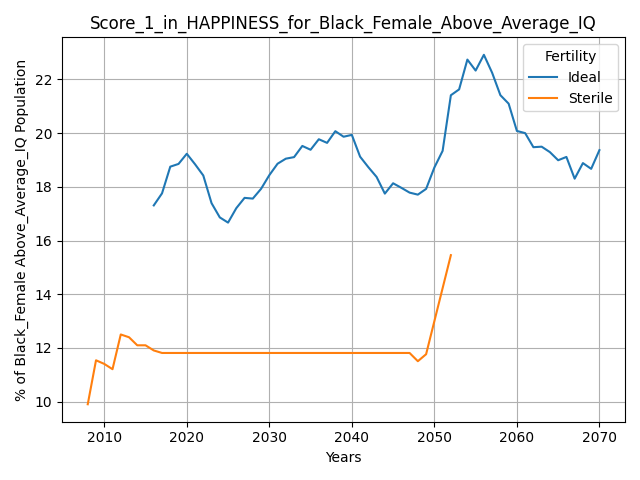 Score_1_in_HAPPINESS_for_Black_Female_Above_Average_IQ
% of Black_Female Above_Average_IQ Population
22
20
18
16
14
12
10
Fertility
Ideal
Sterile
2010 2020 2030 2040 2050 2060 2070
Years